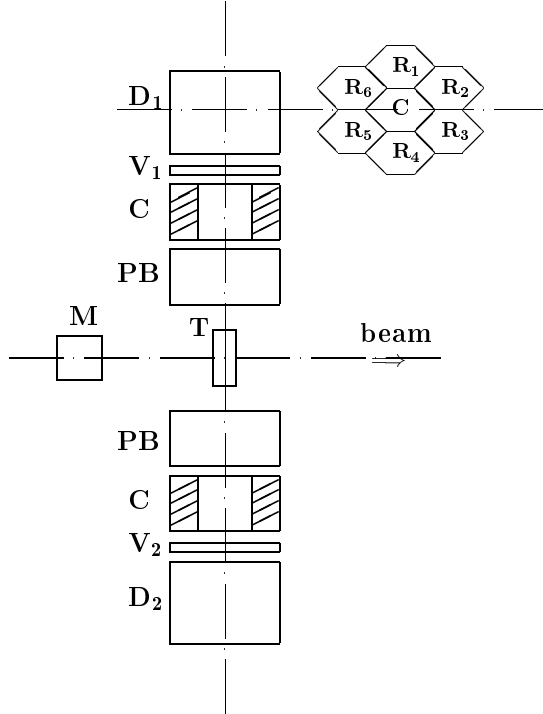 R₁
D₁ R₆ R₂
C
V₁ R₅ R₃
R₄
C
PB
M
T
beam
⇒
PB
C
V₂
D₂